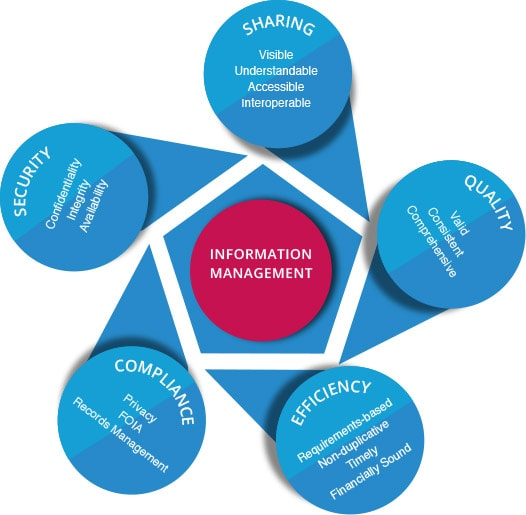 SHARING
Visible
Understandable
Accessible
Interoperable
SECURITY
Confidentiality
Integrity
Availability
QUALITY
Valid
Consistent
Comprehensive
INFORMATION
MANAGEMENT
COMPLIANCE
Privacy
FOIA
Records Management
EFFICIENCY
Requirements-based
Non-duplicative
Timely
Financially Sound